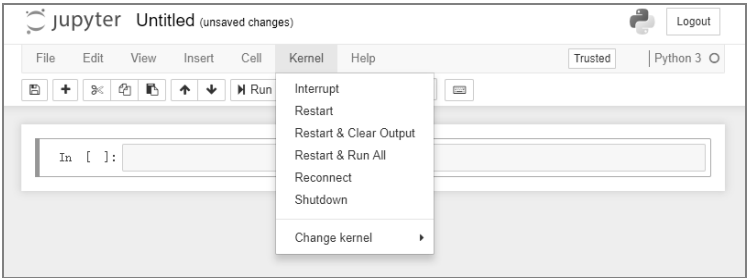 jupyter Untitled (unsaved changes) Logout
File Edit View Insert Cell Kernel Help Trusted Python 3
Run
Interrupt
Restart
Restart & Clear Output
Restart & Run All
Reconnect
Shutdown
Change kernel
In [ ]: